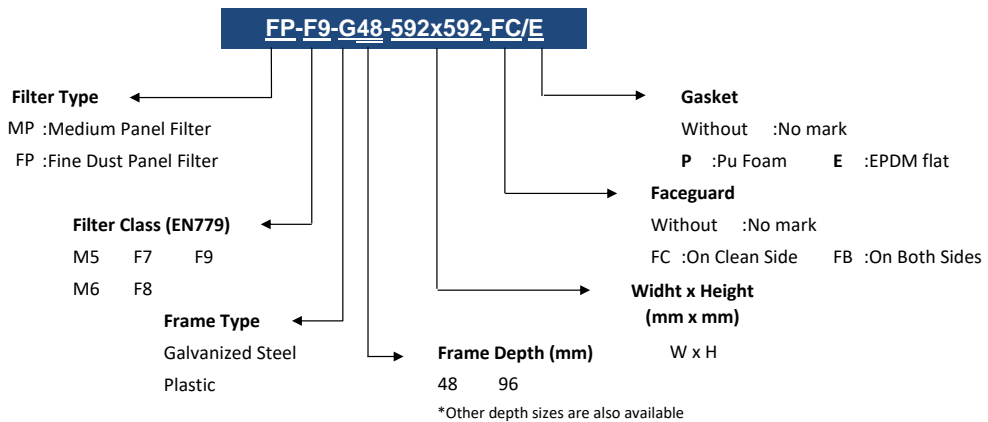 FP-F9-G48-592x592-FC/E
Filter Type
MP :Medium Panel Filter
FP :Fine Dust Panel Filter
Gasket
Without :No mark
P :Pu Foam E :EPDM flat
Faceguard
Without :No mark
FC :On Clean Side FB :On Both Sides
Filter Class (EN779)
M5 F7 F9
M6 F8
Widht x Height
(mm x mm)
W x H
Frame Type
Galvanized Steel
Plastic
Frame Depth (mm)
48 96
*Other depth sizes are also available